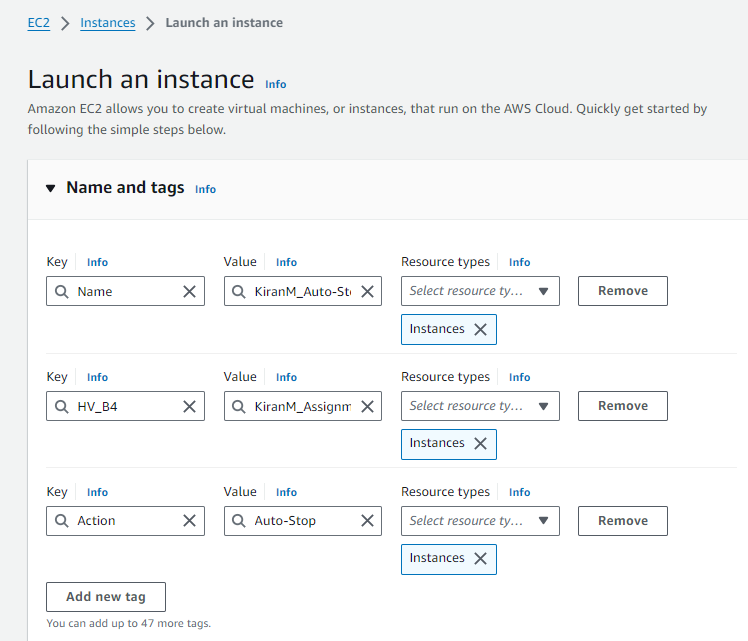 EC2 > Instances > Launch an instance
Launch an instance Info
Amazon EC2 allows you to create virtual machines, or instances, that run on the AWS Cloud. Quickly get started by
following the simple steps below.
Name and tags Info
Key Info Value Info Resource types Info
Name KiranM_Auto-Sto Select resource ty... Remove
Instances
Key Info Value Info Resource types Info
HV_B4 KiranM_Assignm Select resource ty... Remove
Instances
Key Info Value Info Resource types Info
Action Auto-Stop Select resource ty... Remove
Instances
Add new tag
You can add up to 47 more tags.